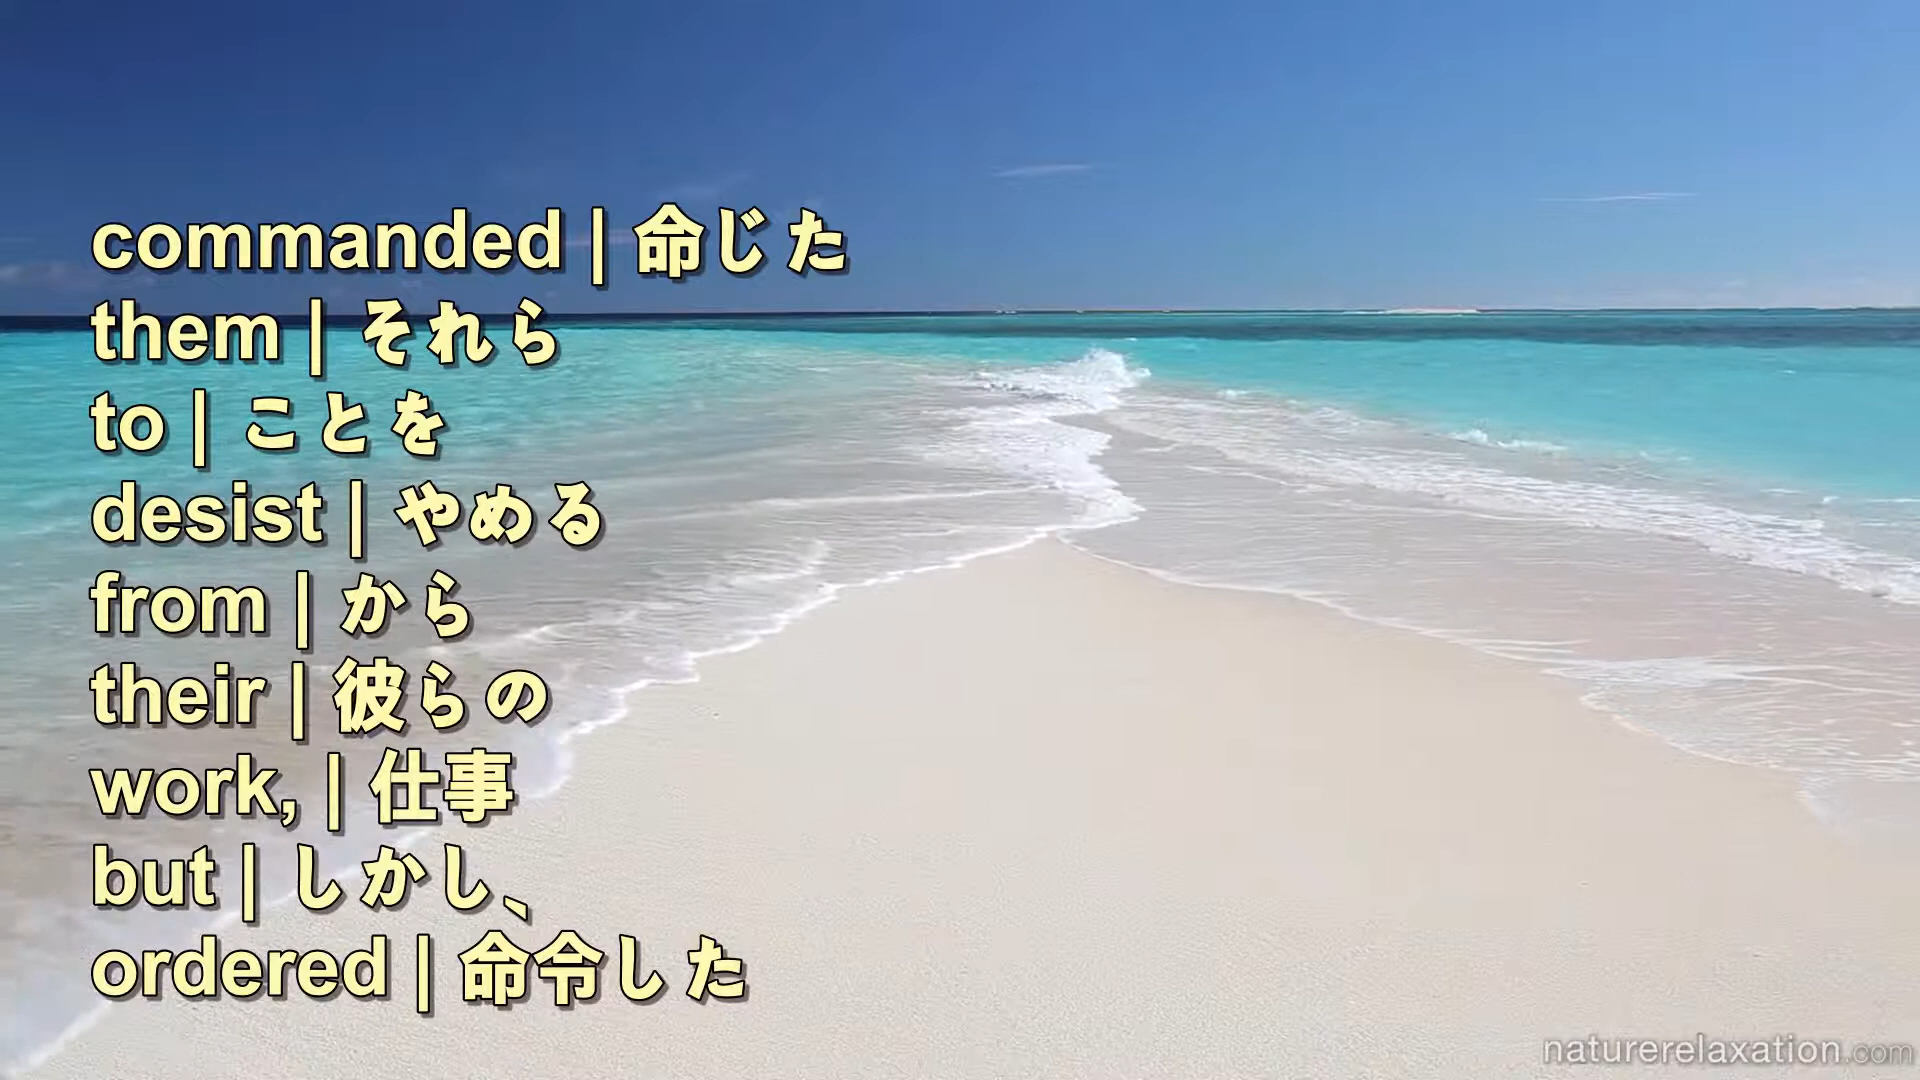 commanded | 命じた
them | それら
to | ことを
desist | やめる
from | から
their | 彼らの
work, | 仕事
but | しかし、
ordered | 命令した
naturerelaxation.com